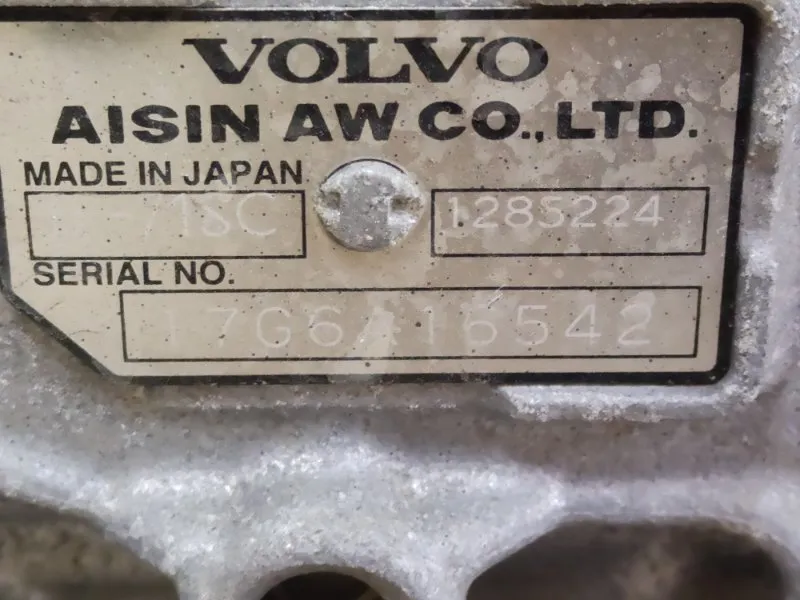 VOLVO
AISIN AW CO., LTD.
MADE IN JAPAN
1285224
SERIAL NO.
17G6A16542